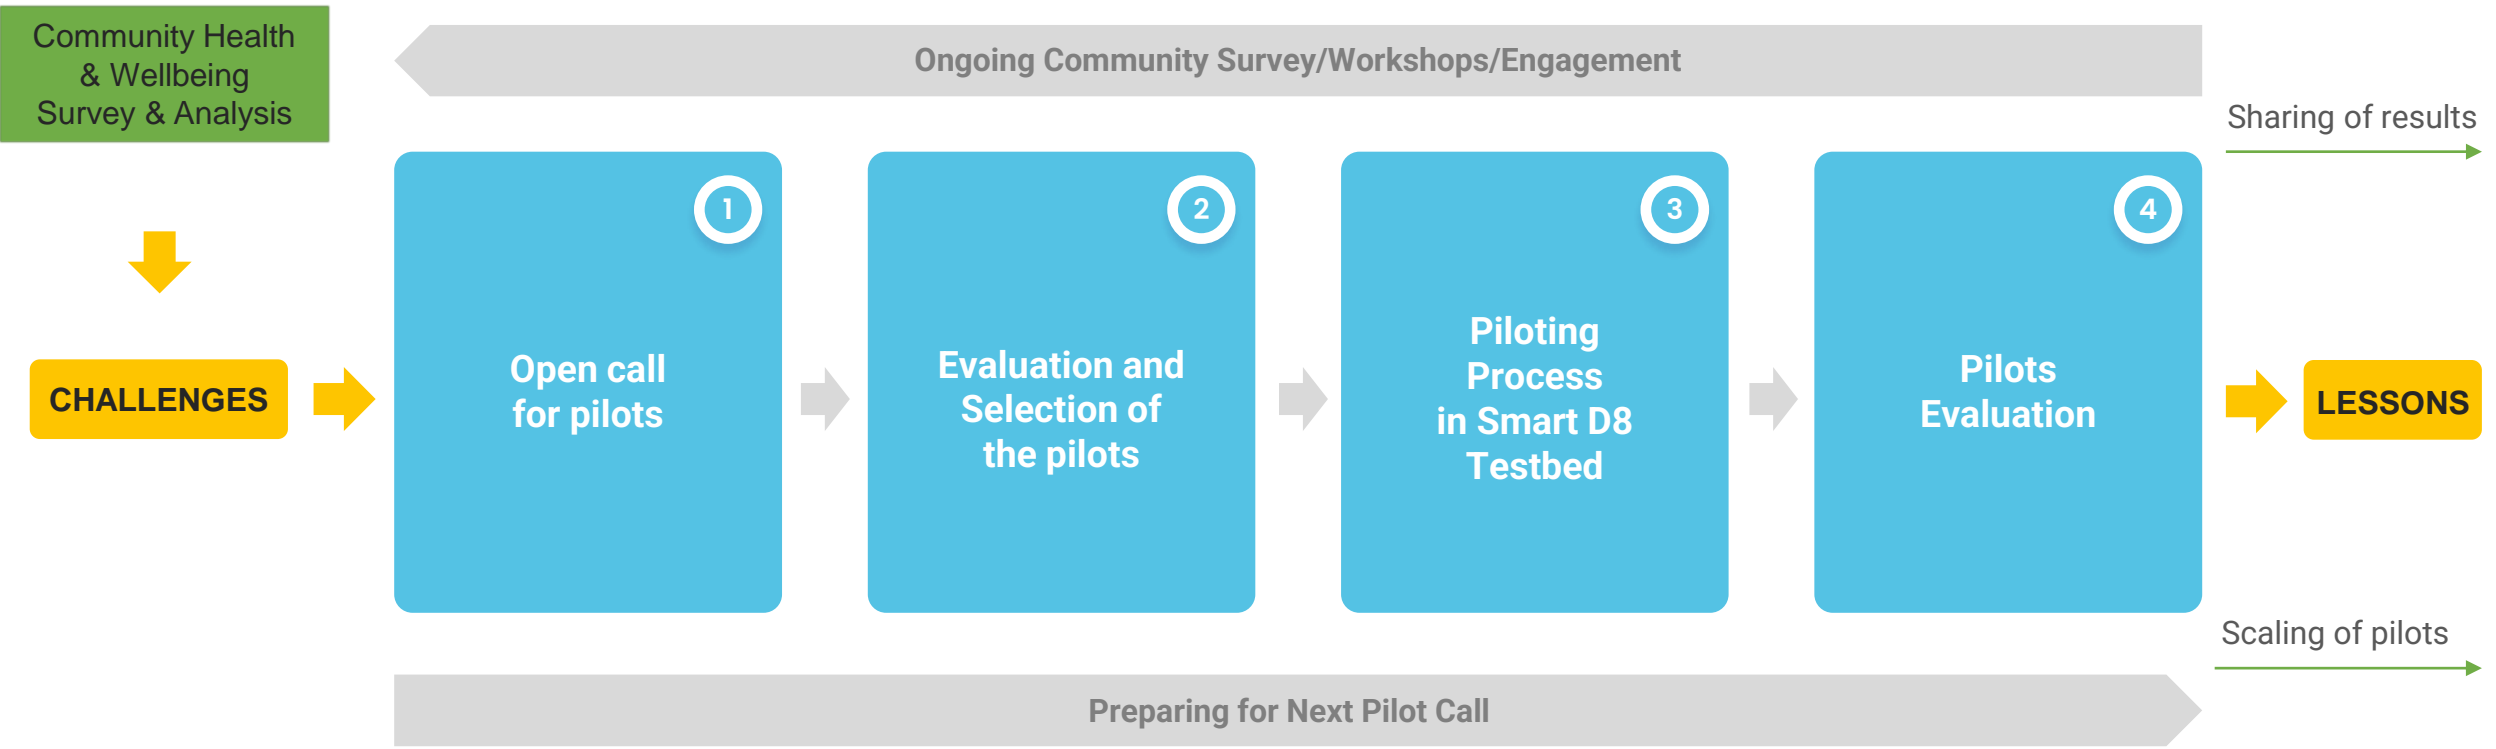 Community Health
& Wellbeing
Survey & Analysis
Ongoing Community Survey/Workshops/Engagement
Sharing of results
1
2
3
4
CHALLENGES
Open call
for pilots
Evaluation and
Selection of
the pilots
Piloting
Process
in Smart D8
Testbed
Pilots
Evaluation
LESSONS
Scaling of pilots
Preparing for Next Pilot Call